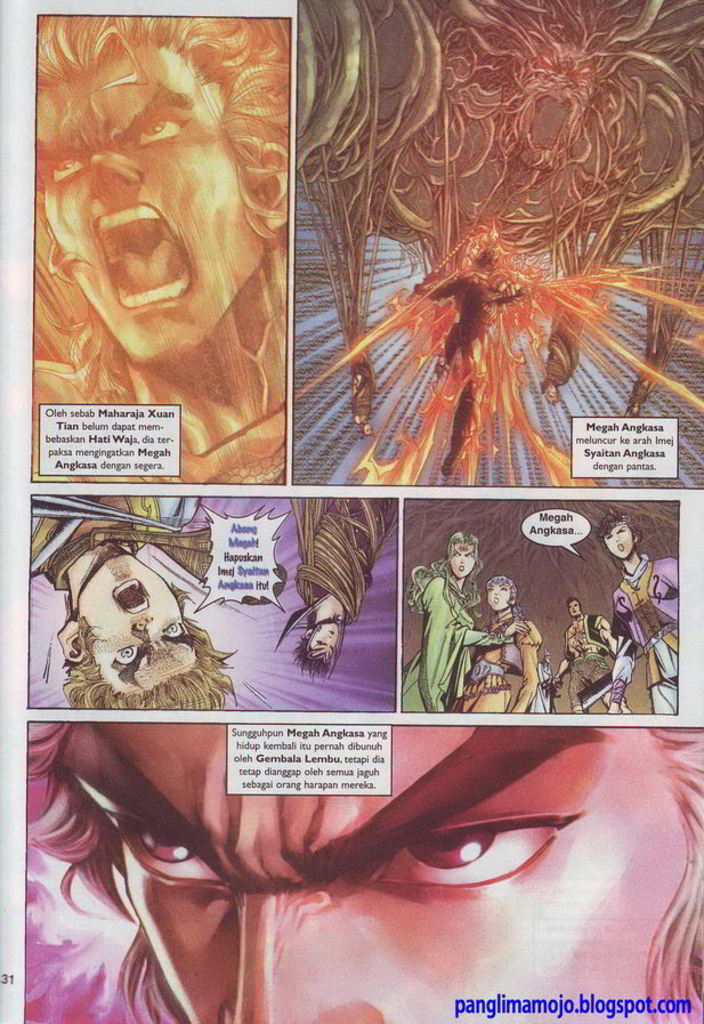 Oleh sebab Maharaja Xuan
Tian belum dapat mem-
bebaskan Hati Waja, dia ter-
paksa mengingatkan Megah
Angkasa dengan segera.
Megah Angkasa
meluncur ke arah Imej
Syaitan Angkasa
dengan pantas.
Abang
Megah!
Hapuskan
Imej Syaitan
Angkasa itu!
Megah
Angkasa...
Sungguhpun Megah Angkasa yang
hidup kembali itu pernah dibunuh
oleh Gembala Lembu, tetapi dia
tetap dianggap oleh semua jaguh
sebagai orang harapan mereka.
31
panglimamojo.blogspot.com